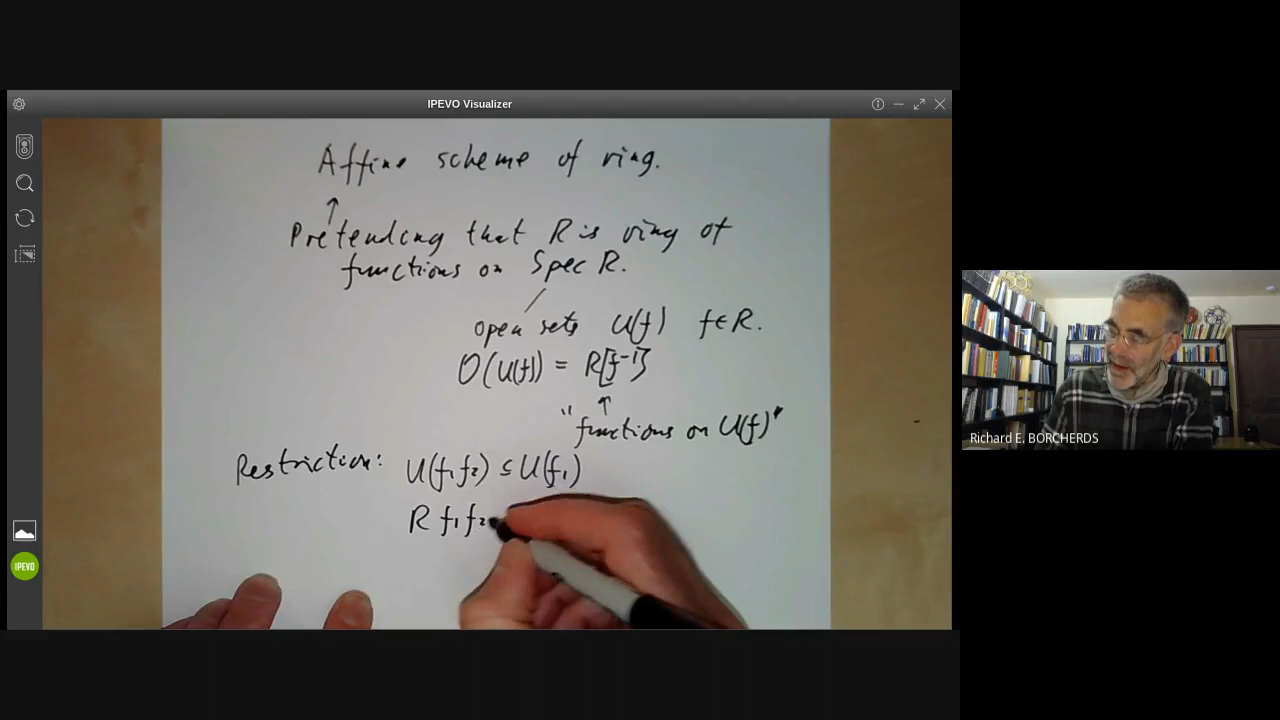 IPEVO Visualizer
Affine scheme of ring.
↑
Pretending that R is ring of
functions on Spec R.
open sets U(f) f∈R.
O(U(f)) = R[f⁻¹]
↑
"functions on U(f)"
Restriction: U(f₁f₂) ⊆ U(f₁)
R f₁f₂
IPEVO
Richard E. BORCHERDS